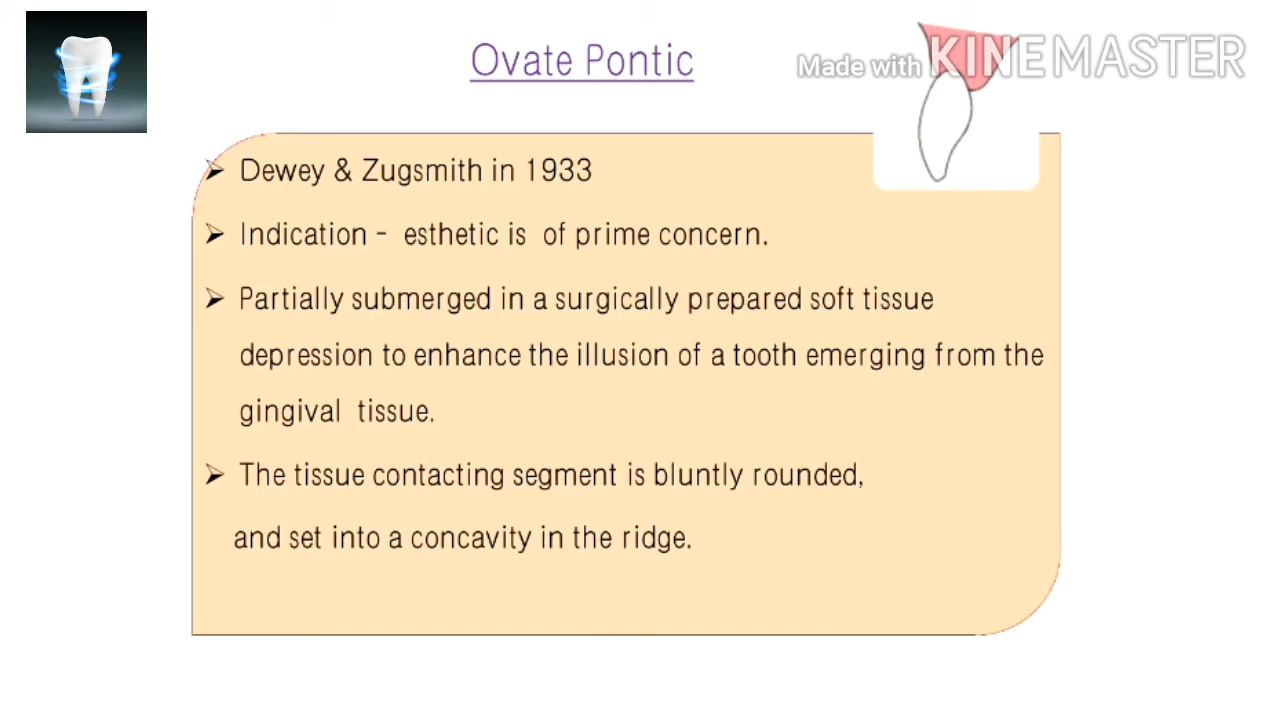 Ovate Pontic
Made with KINEMASTER
➢ Dewey & Zugsmith in 1933
➢ Indication - esthetic is of prime concern.
➢ Partially submerged in a surgically prepared soft tissue
depression to enhance the illusion of a tooth emerging from the
gingival tissue.
➢ The tissue contacting segment is bluntly rounded,
and set into a concavity in the ridge.